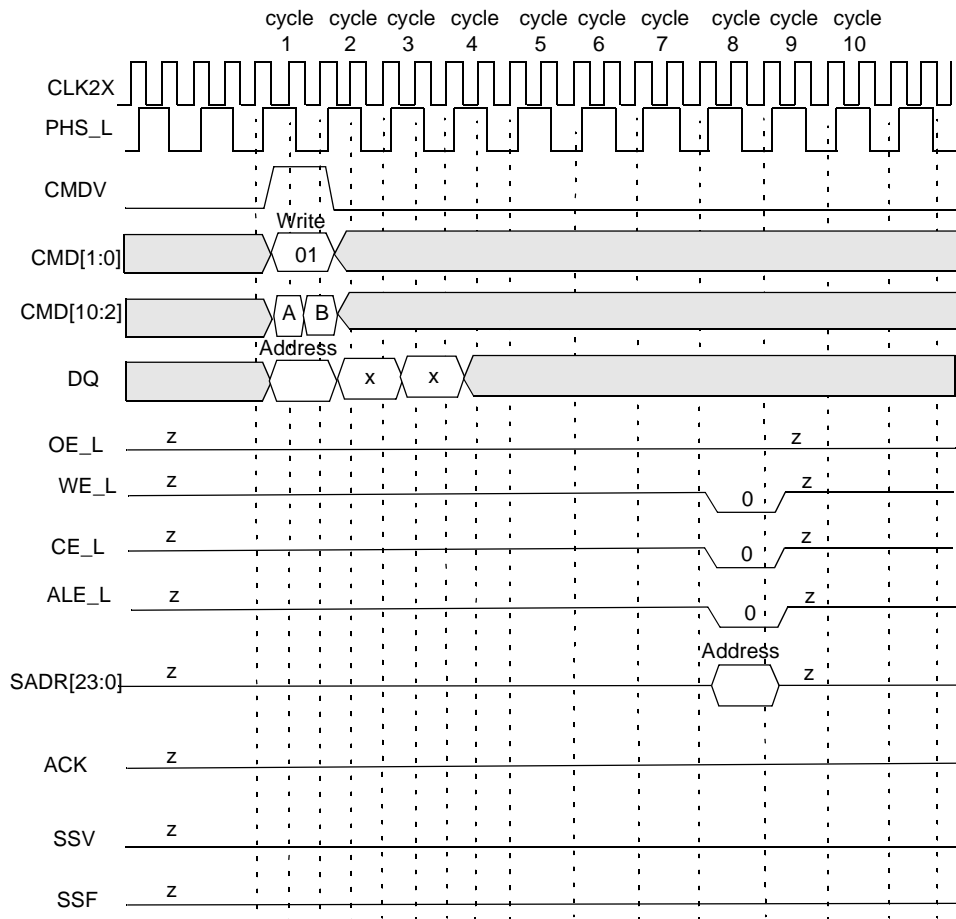 cycle cycle cycle cycle cycle cycle cycle cycle cycle cycle
1 2 3 4 5 6 7 8 9 10
CLK2X
PHS_L
CMDV
Write
CMD[1:0] 01
CMD[10:2] A B
Address
DQ x x
OE_L z z
WE_L z 0 z
CE_L z 0 z
ALE_L z 0 z
Address
SADR[23:0] z z
ACK z
SSV z
SSF z